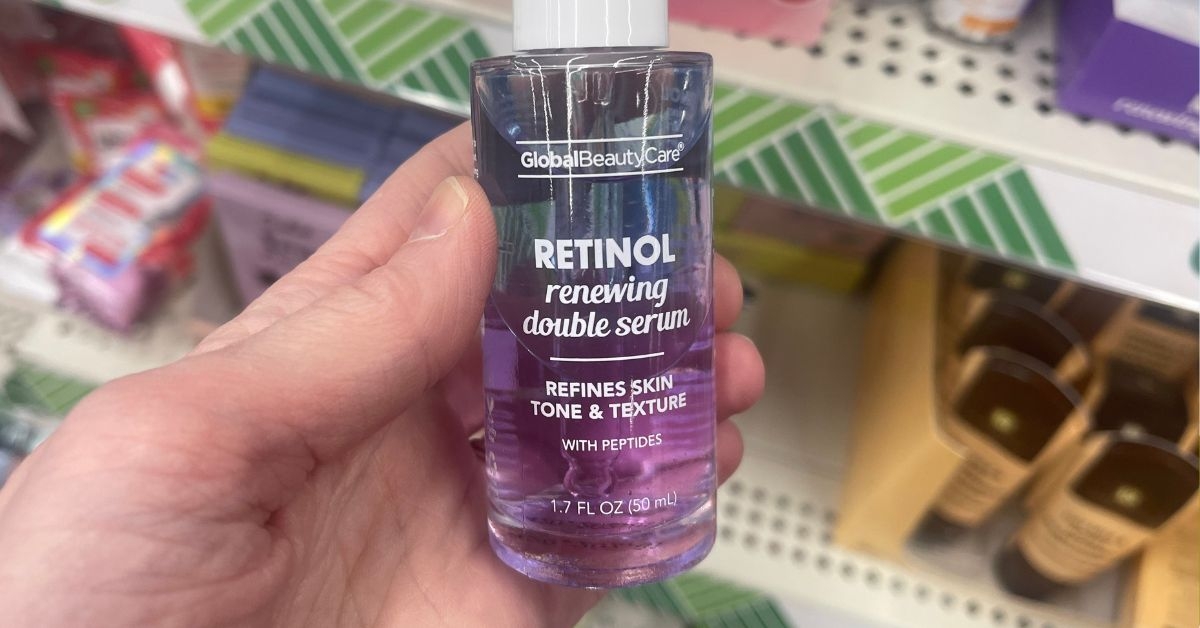 GlobalBeautyCare®
RETINOL
renewing
double serum
REFINES SKIN
TONE & TEXTURE
WITH PEPTIDES
1.7 FL OZ (50 mL)